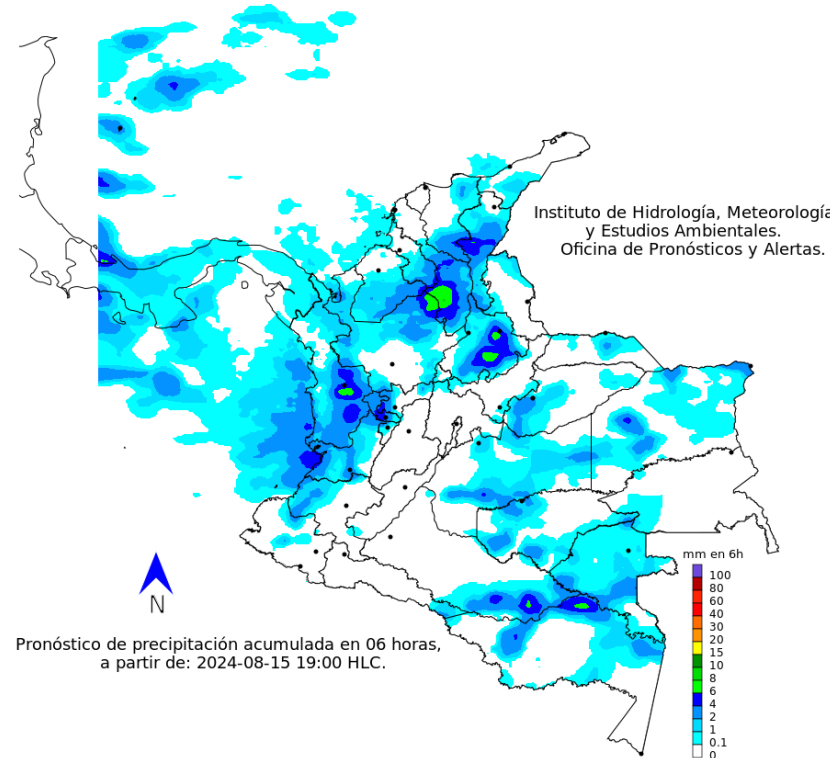 Instituto de Hidrología, Meteorología
y Estudios Ambientales.
Oficina de Pronósticos y Alertas.
mm en 6h
100
80
60
40
30
20
15
10
8
6
4
2
1
0.1
0
N
Pronóstico de precipitación acumulada en 06 horas,
a partir de: 2024-08-15 19:00 HLC.